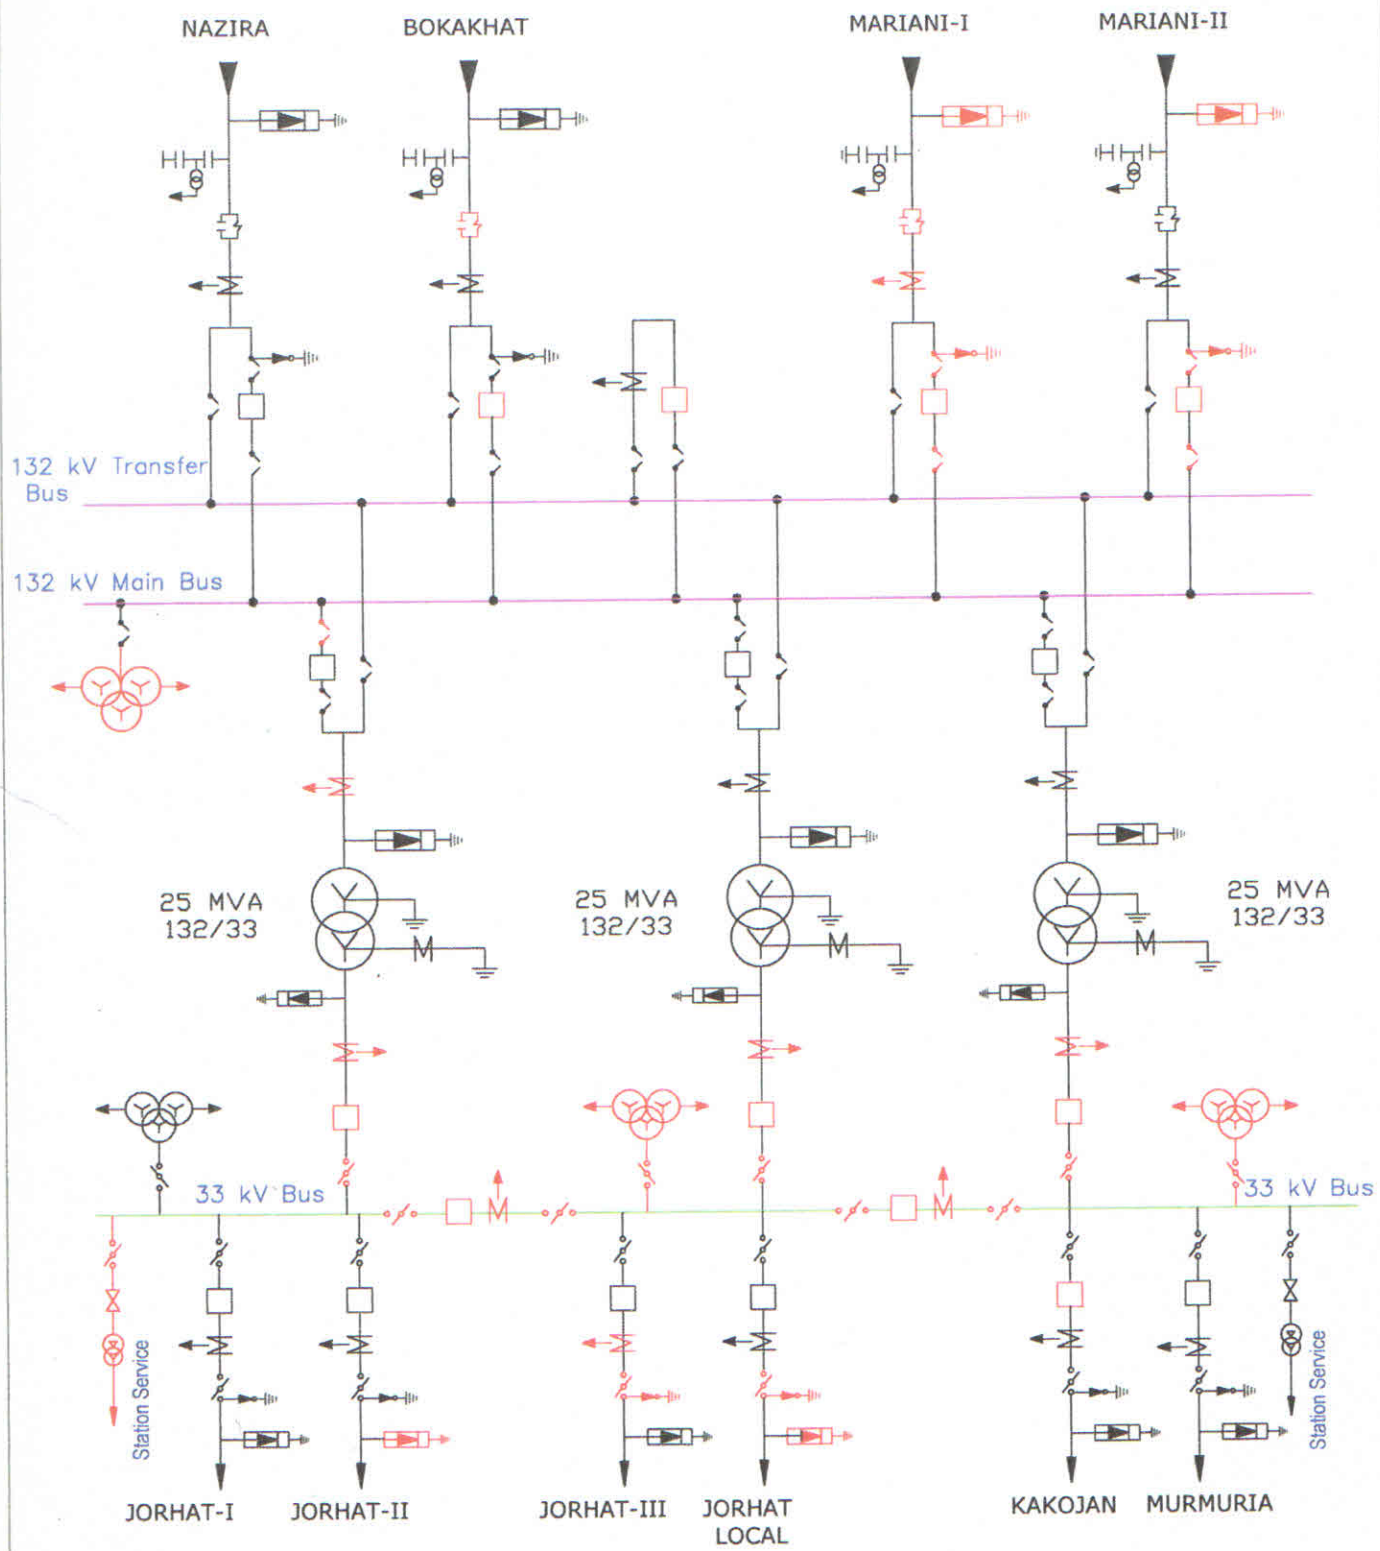 NAZIRA
BOKAKHAT
MARIANI-I
MARIANI-II
132 kV Transfer
Bus
132 kV Main Bus
25 MVA
132/33
25 MVA
132/33
25 MVA
132/33
33 kV Bus
33 kV Bus
Station Service
Station Service
JORHAT-I
JORHAT-II
JORHAT-III
JORHAT
LOCAL
KAKOJAN
MURMURIA